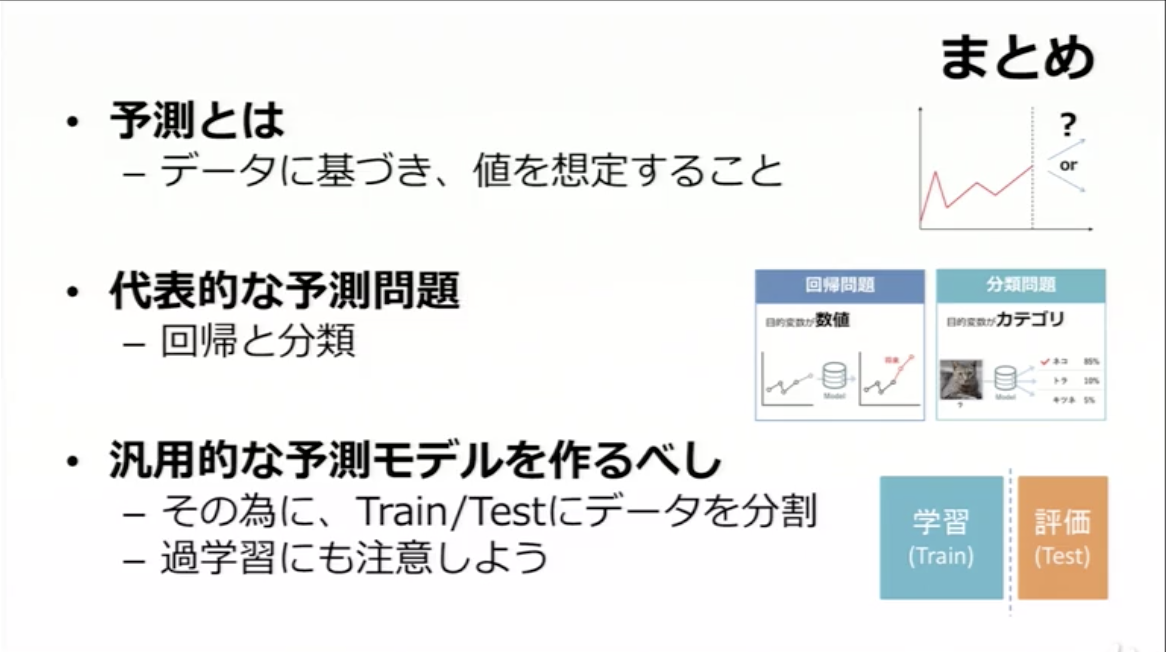 まとめ
• 予測とは
– データに基づき、値を想定すること
?
or
• 代表的な予測問題
– 回帰と分類
回帰問題
目的変数が数値
Model
分類問題
目的変数がカテゴリ
?
Model
ネコ 85%
トラ 10%
キツネ 5%
• 汎用的な予測モデルを作るべし
– その為に、Train/Testにデータを分割
– 過学習にも注意しよう
学習
(Train)
評価
(Test)